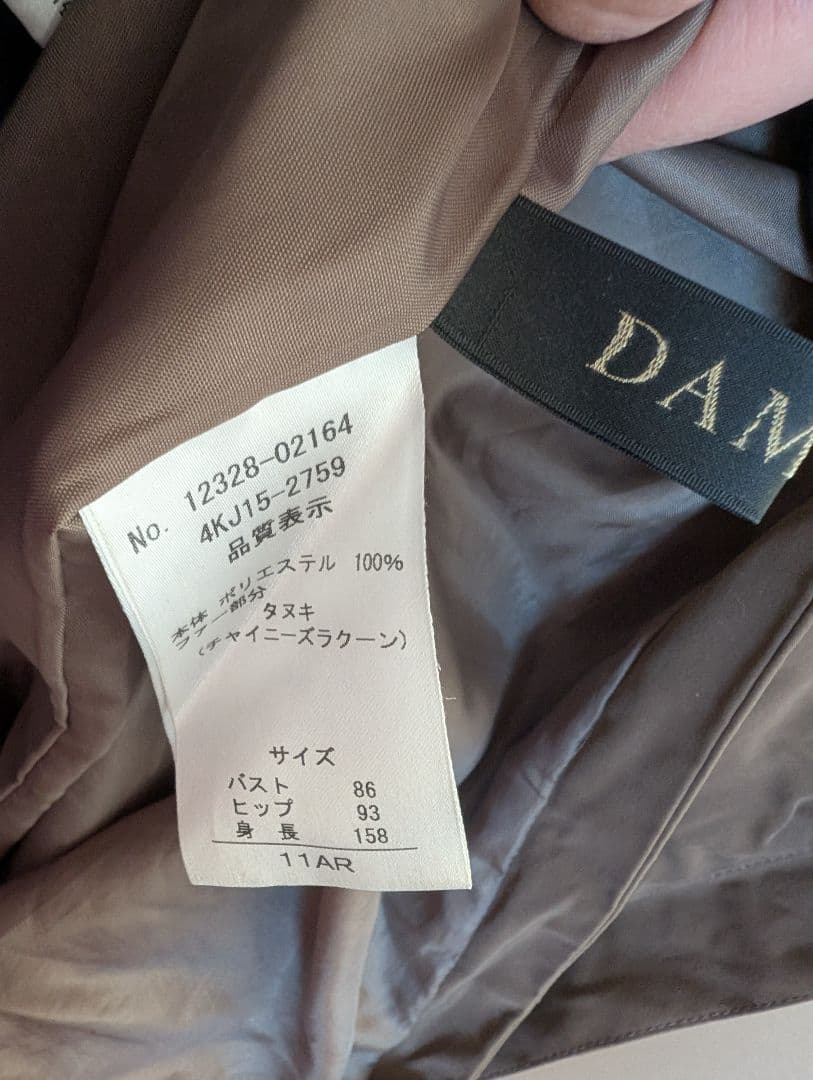 DAM
No. 12328-02164
4KJ15-2759
品質表示
本体 ポリエステル 100%
ファー部分
タヌキ
(チャイニーズラクーン)
サイズ
バスト 86
ヒップ 93
身長 158
11AR